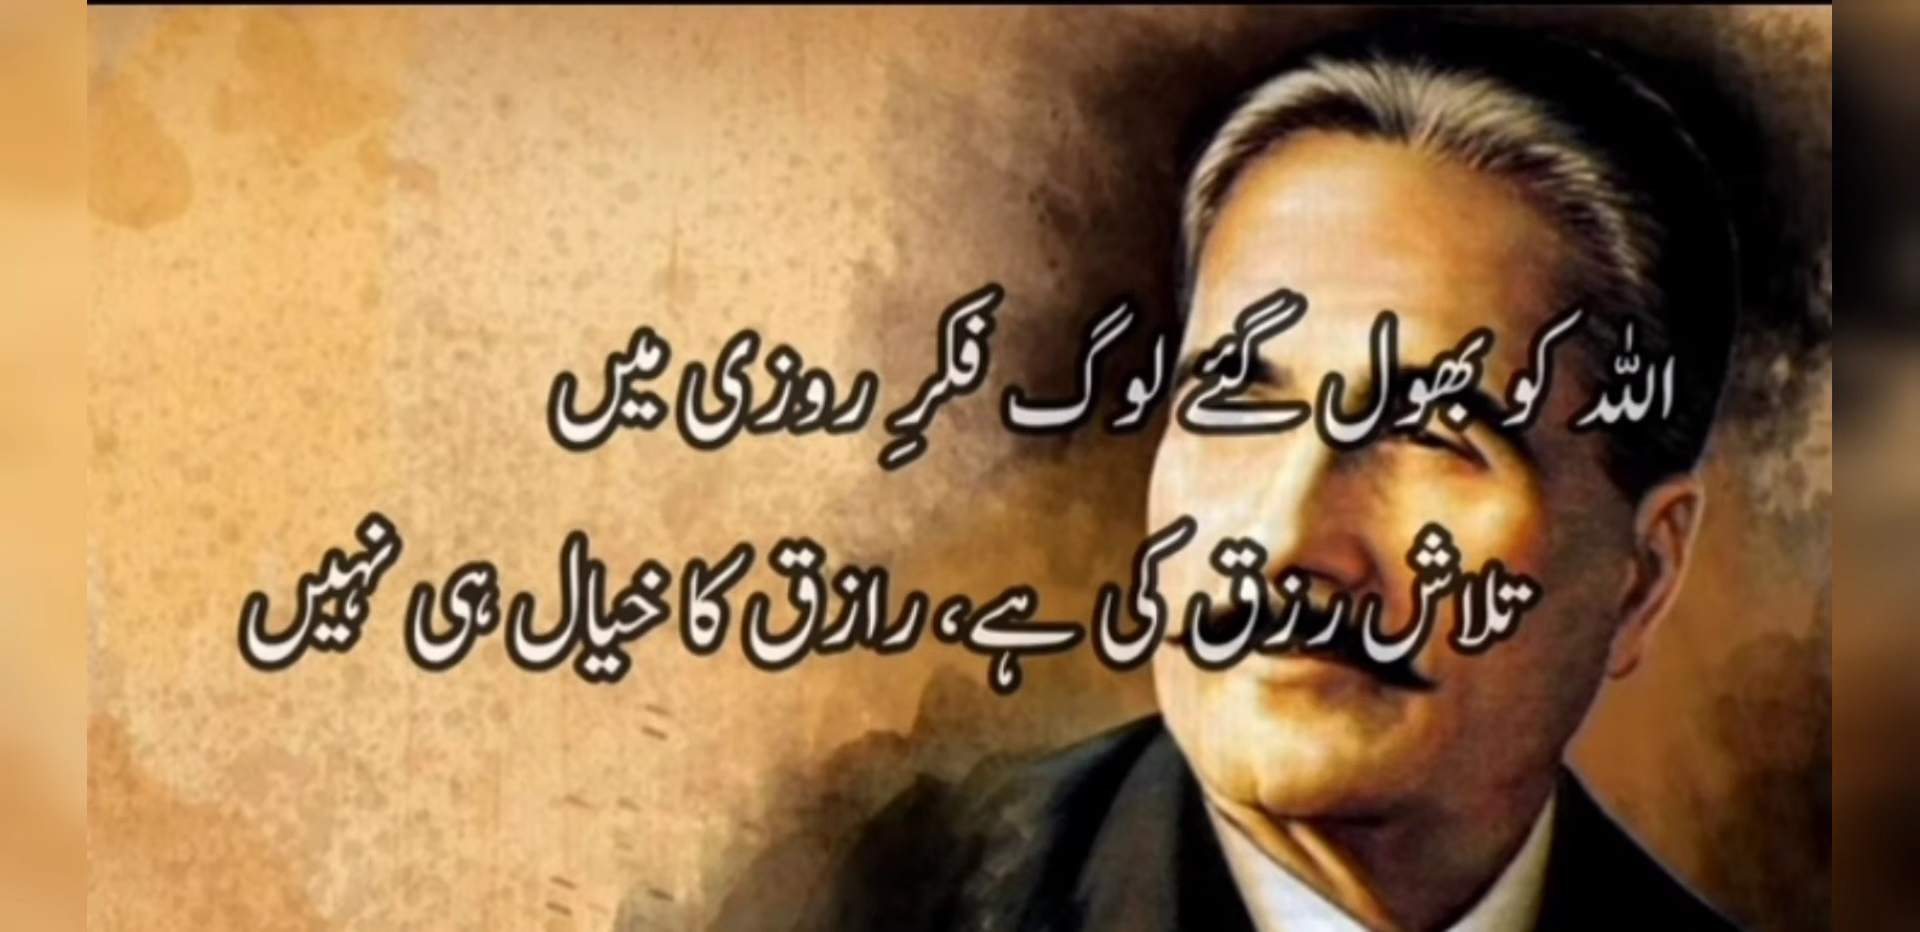 اللہ کو بھول گئے لوگ فکرِ روزی میں
تلاش رزق کی ہے، رازق کا خیال ہی نہیں